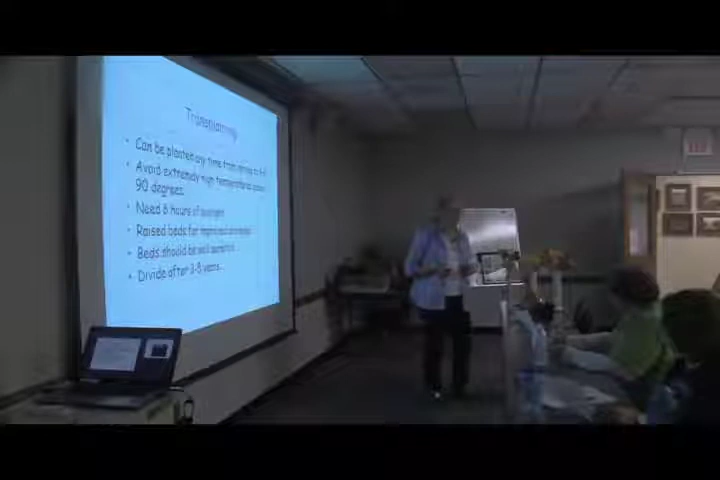 Transplanting
• Can be planted any time from spring to fall
• Avoid extremely high temperatures above
90 degrees
• Need 6 hours of sunlight
• Raised beds for improved drainage
• Beds should be well
• Divide after 3-5 years